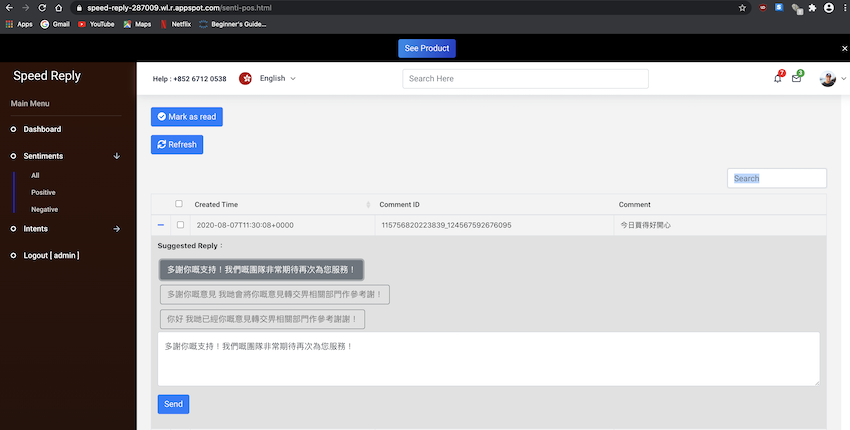 speed-reply-287009.wl.r.appspot.com/senti-pos.html
Apps Gmail YouTube Maps Netflix Beginner's Guide...
See Product
Speed Reply
Help : +852 6712 0538
English
Search Here
7
3
Main Menu
Dashboard
Sentiments
All
Positive
Negative
Intents
Logout [ admin ]
Mark as read
Refresh
Search
Created Time Comment ID Comment
2020-08-07T11:30:08+0000 115756820223839_124567592676095 今日買得好開心
Suggested Reply :
多謝你嘅支持！我們嘅團隊非常期待再次為您服務！
多謝你嘅意見 我哋會將你嘅意見轉交畀相關部門作參考謝！
你好 我哋已經你嘅意見轉交畀相關部門作參考謝謝！
多謝你嘅支持！我們嘅團隊非常期待再次為您服務！
Send